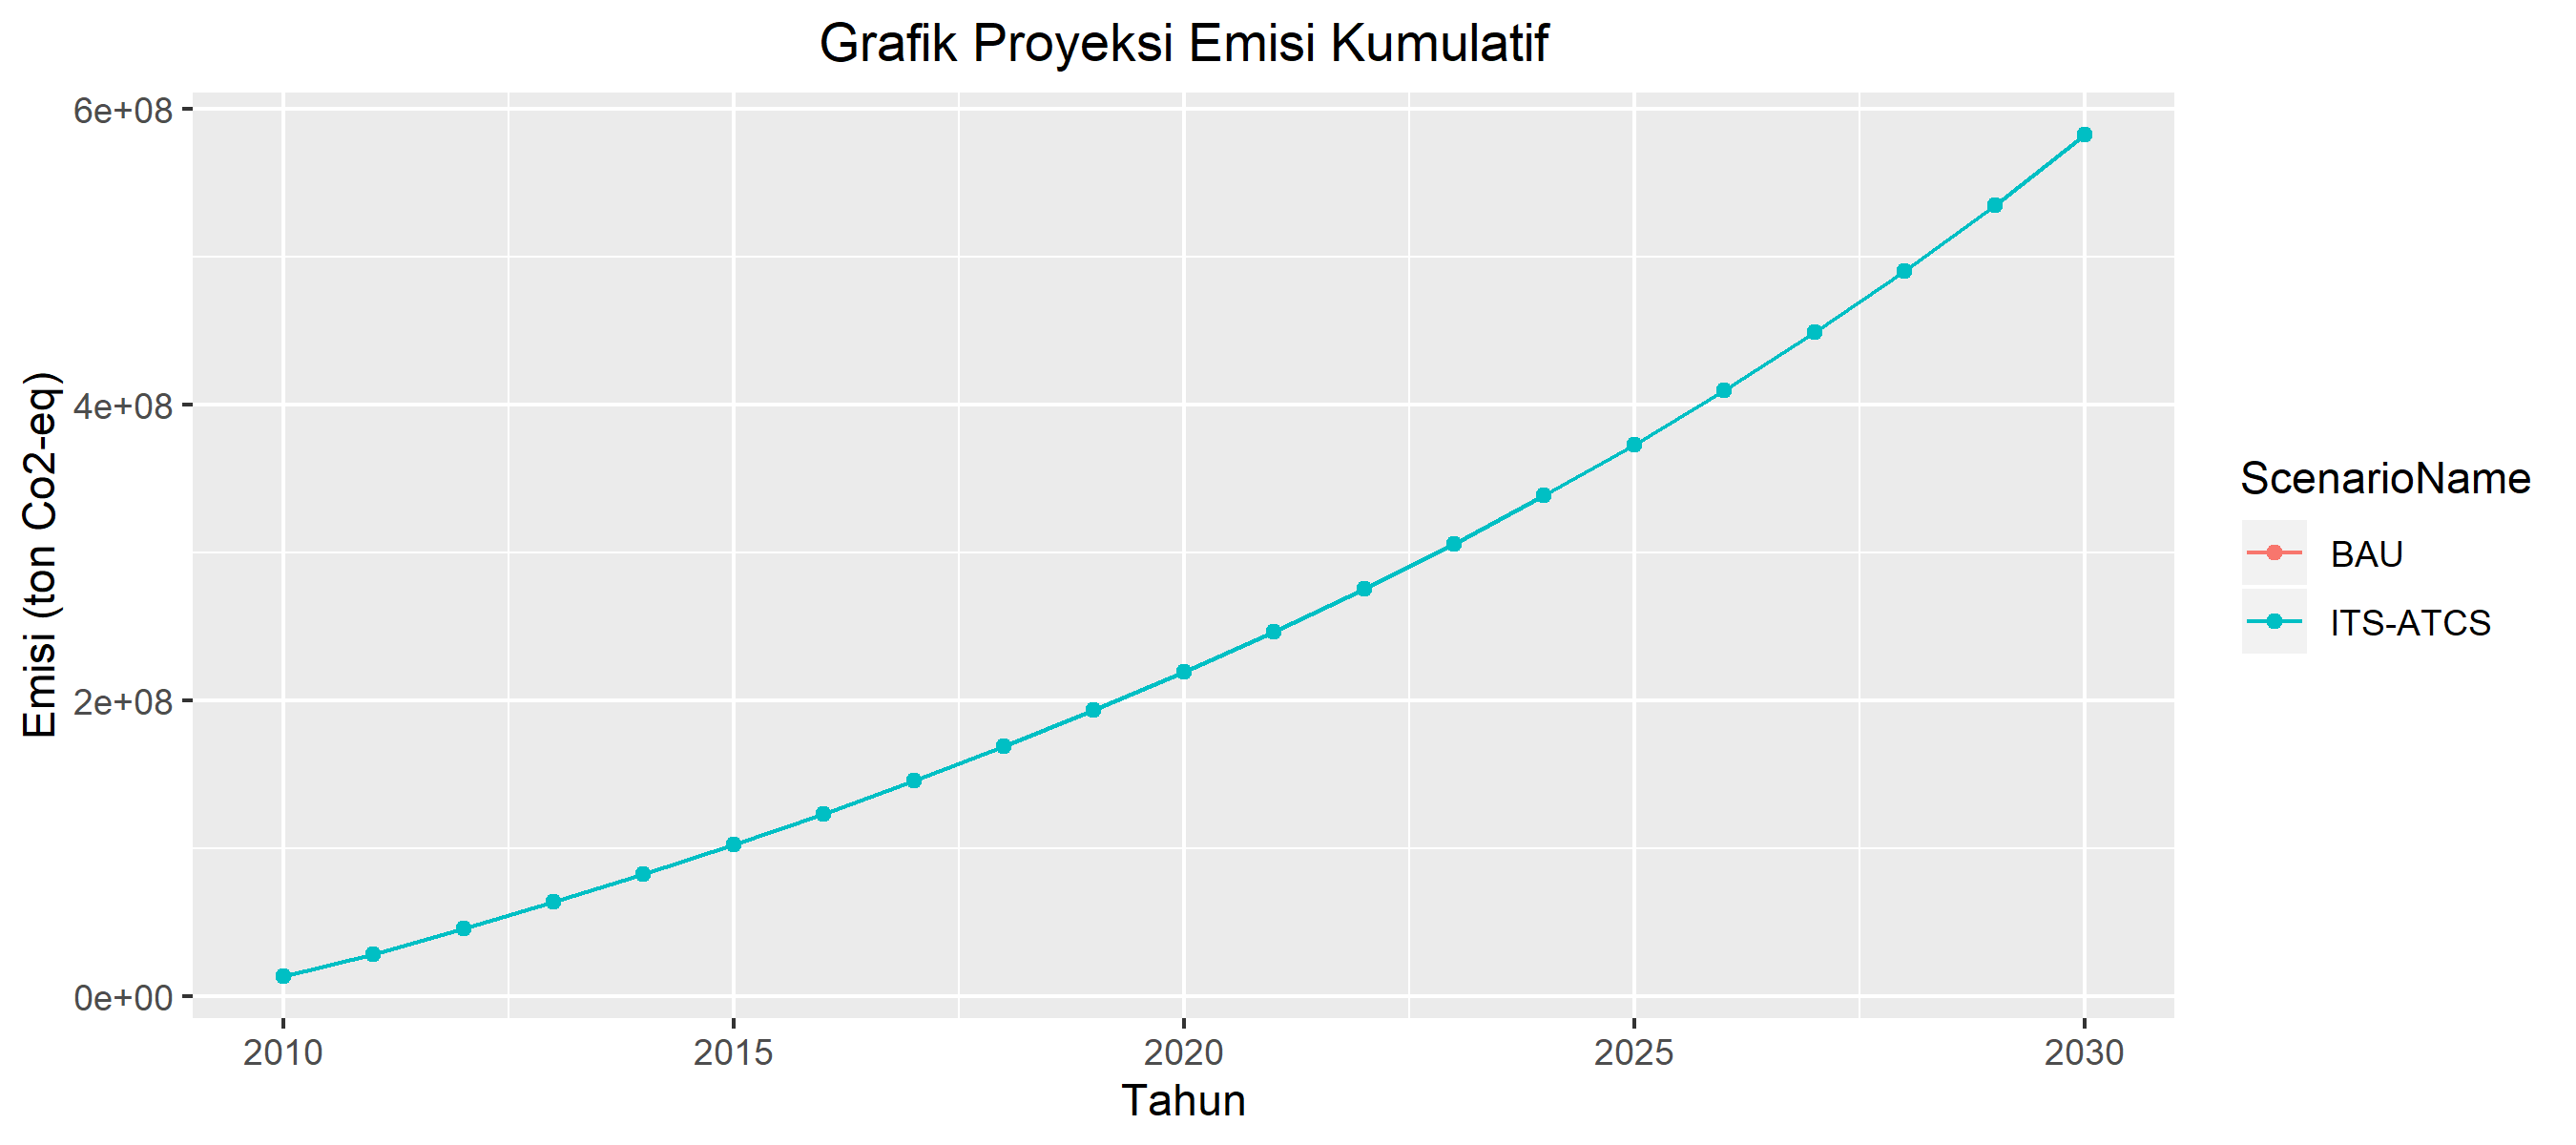 Grafik Proyeksi Emisi Kumulatif
6e+08
4e+08
2e+08
0e+00
Emisi (ton Co2-eq)
2010 2015 2020 2025 2030
Tahun
ScenarioName
BAU
ITS-ATCS